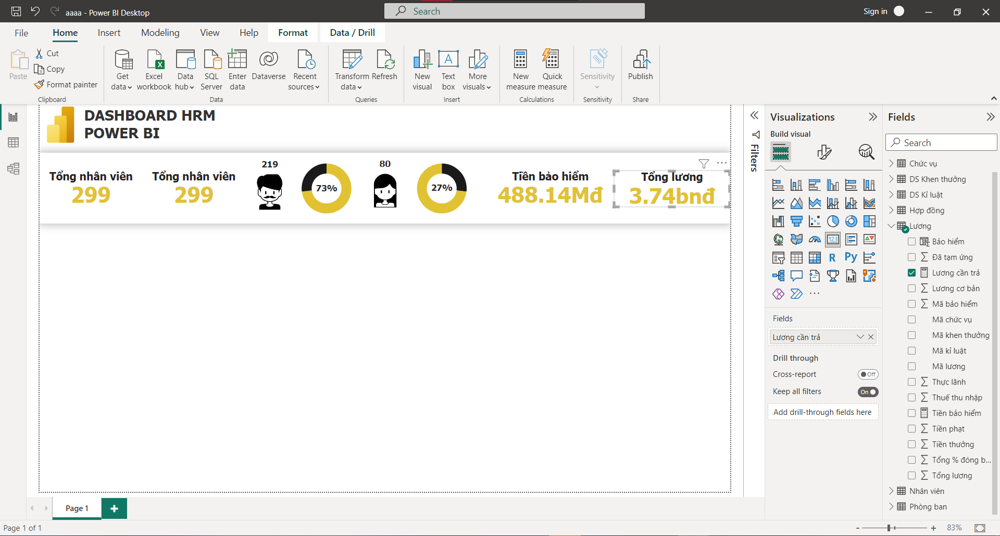 aaaa - Power BI Desktop
Search
Sign in
File
Home
Insert
Modeling
View
Help
Format
Data / Drill
Paste
Cut
Copy
Format painter
Clipboard
Get
data
Excel
workbook
Data
hub
SQL
Server
Enter
data
Dataverse
Recent
sources
Data
Transform
data
Refresh
Queries
New
visual
Text
box
More
visuals
Insert
New
measure
Quick
measure
Calculations
Sensitivity
Sensitivity
Publish
Share
DASHBOARD HRM
POWER BI
Tổng nhân viên
299
Tổng nhân viên
299
219
73%
80
27%
Tiền bảo hiểm
488.14Mđ
Tổng lương
3.74bnđ
Filters
Visualizations
Build visual
123
R
Py
Fields
Lương cần trả
Drill through
Cross-report
Off
Keep all filters
On
Add drill-through fields here
Fields
Search
Chức vụ
DS Khen thưởng
DS Kỉ luật
Hợp đồng
Lương
Bảo hiểm
Đã tạm ứng
Lương cần trả
Lương cơ bản
Mã bảo hiểm
Mã chức vụ
Mã khen thưởng
Mã kỉ luật
Mã lương
Thực lãnh
Thuế thu nhập
Tiền bảo hiểm
Tiền phạt
Tiền thưởng
Tổng % đóng b...
Tổng lương
Nhân viên
Phòng ban
Page 1
Page 1 of 1
83%